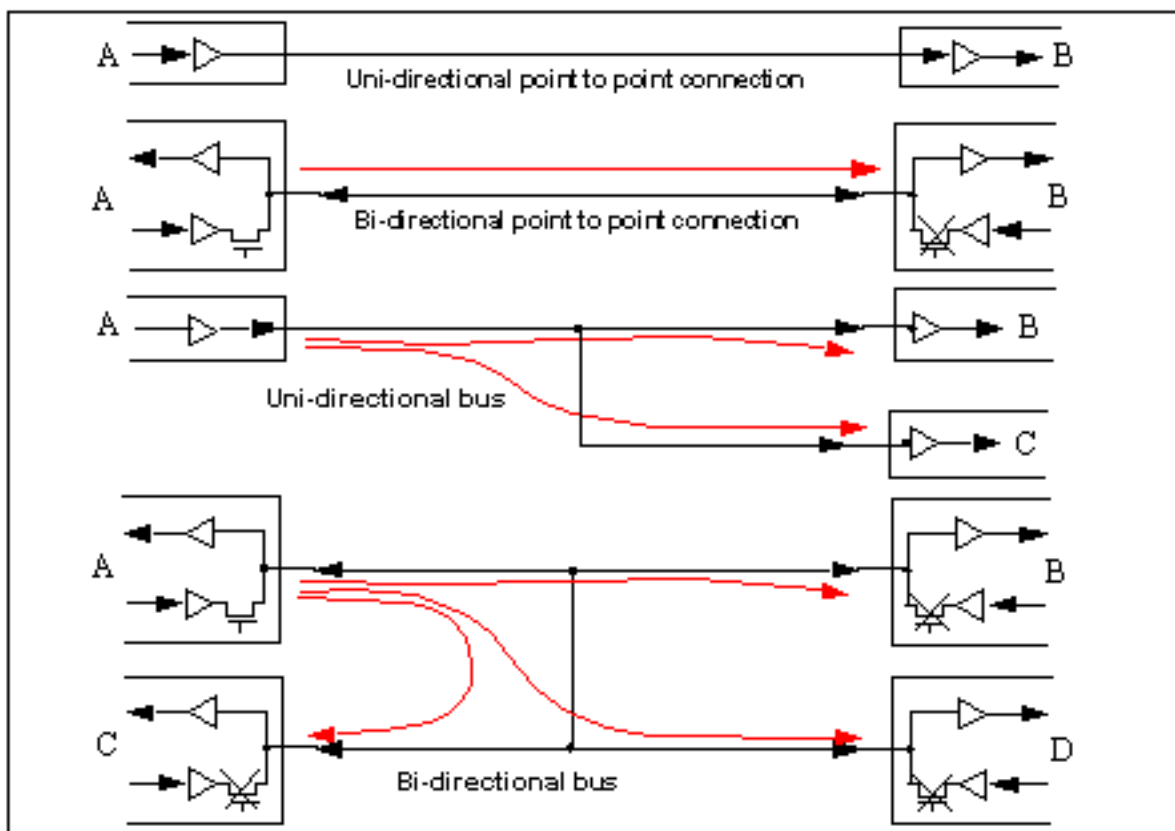 A B
Uni-directional point to point connection
A B
Bi-directional point to point connection
A B
Uni-directional bus
C
A B
C D
Bi-directional bus